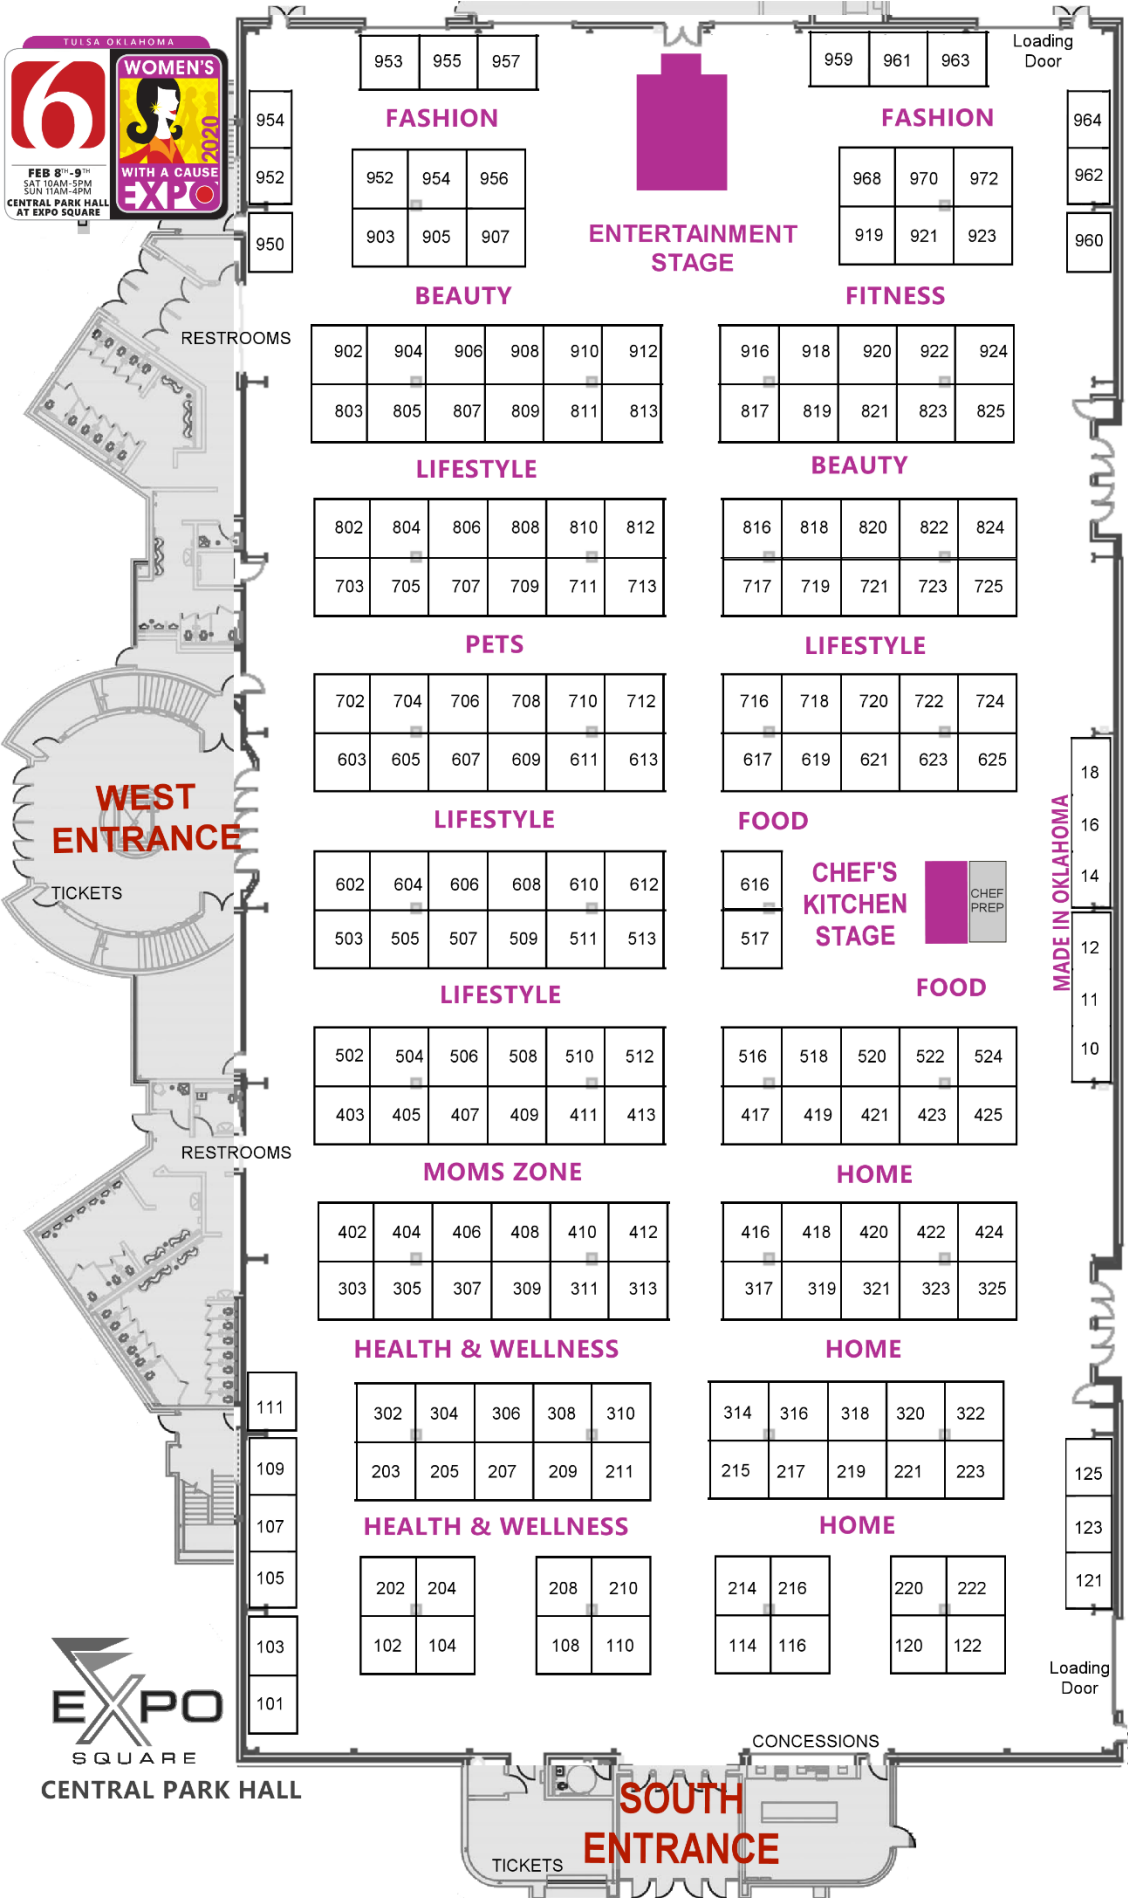 TULSA OKLAHOMA
6
WOMEN'S
2020
WITH A CAUSE
EXPO
FEB 8TH-9TH
SAT 10AM-5PM
SUN 11AM-4PM
CENTRAL PARK HALL
AT EXPO SQUARE
953 955 957
959 961 963
Loading
Door
954
952
950
FASHION
FASHION
964
962
960
952 954 956
903 905 907
968 970 972
919 921 923
ENTERTAINMENT
STAGE
BEAUTY
FITNESS
RESTROOMS
902 904 906 908 910 912
803 805 807 809 811 813
916 918 920 922 924
817 819 821 823 825
LIFESTYLE
BEAUTY
802 804 806 808 810 812
703 705 707 709 711 713
816 818 820 822 824
717 719 721 723 725
PETS
LIFESTYLE
702 704 706 708 710 712
603 605 607 609 611 613
716 718 720 722 724
617 619 621 623 625
WEST
ENTRANCE
TICKETS
LIFESTYLE
FOOD
602 604 606 608 610 612
503 505 507 509 511 513
616
517
CHEF'S
KITCHEN
STAGE
CHEF
PREP
MADE IN OKLAHOMA
18
16
14
12
11
10
LIFESTYLE
FOOD
502 504 506 508 510 512
403 405 407 409 411 413
516 518 520 522 524
417 419 421 423 425
RESTROOMS
MOMS ZONE
HOME
402 404 406 408 410 412
303 305 307 309 311 313
416 418 420 422 424
317 319 321 323 325
HEALTH & WELLNESS
HOME
111
109
107
105
103
101
302 304 306 308 310
203 205 207 209 211
314 316 318 320 322
215 217 219 221 223
125
123
121
HEALTH & WELLNESS
HOME
202 204
102 104
208 210
108 110
214 216
114 116
220 222
120 122
Loading
Door
EXPO
SQUARE
CENTRAL PARK HALL
CONCESSIONS
SOUTH
ENTRANCE
TICKETS